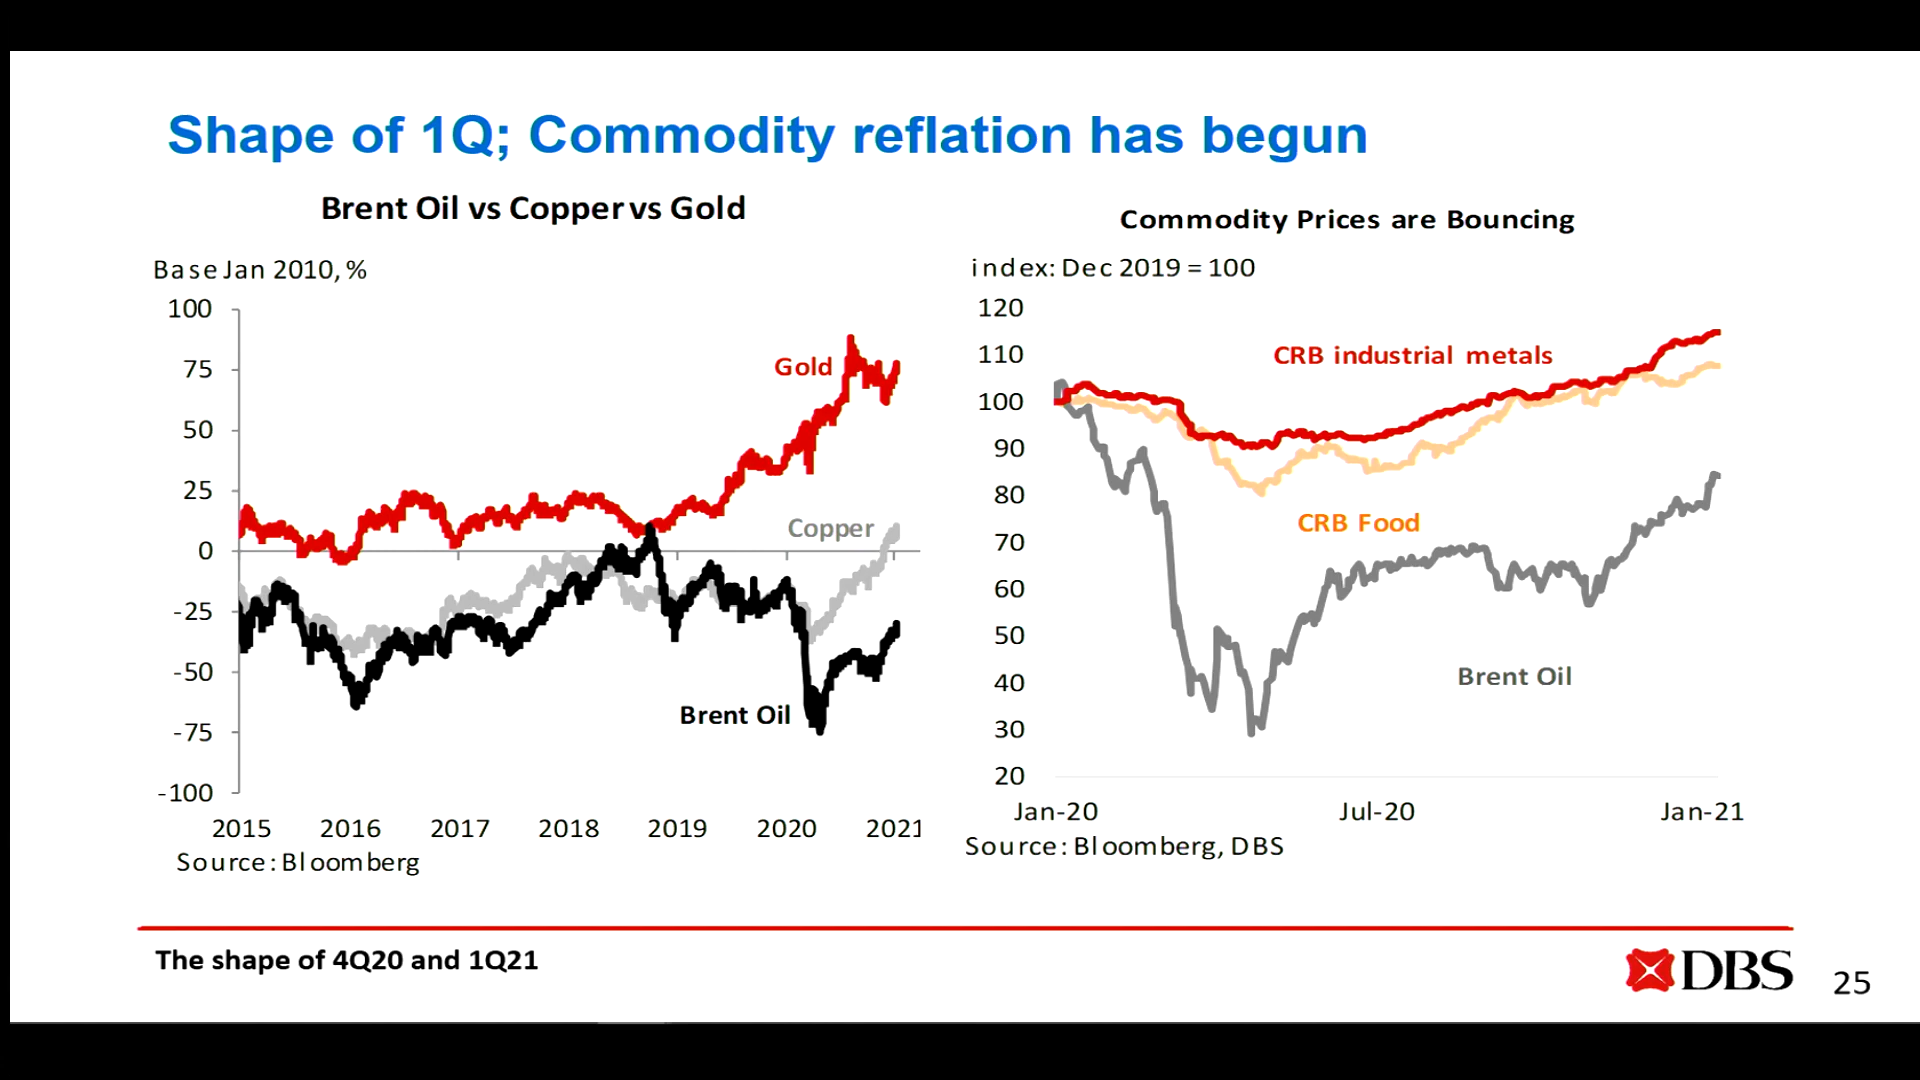 Shape of 1Q; Commodity reflation has begun
Brent Oil vs Copper vs Gold
Base Jan 2010, %
100
75
50
25
0
-25
-50
-75
-100
Gold
Copper
Brent Oil
2015 2016 2017 2018 2019 2020 2021
Source: Bloomberg
Commodity Prices are Bouncing
index: Dec 2019 = 100
120
110
100
90
80
70
60
50
40
30
20
CRB industrial metals
CRB Food
Brent Oil
Jan-20 Jul-20 Jan-21
Source: Bloomberg, DBS
The shape of 4Q20 and 1Q21
DBS
25